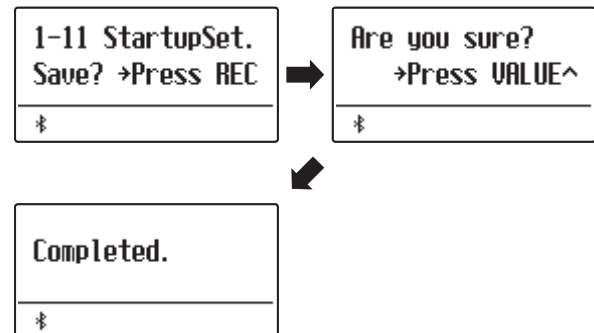 1-11 StartupSet.
Save? →Press REC
Are you sure?
→Press VALUE^
Completed.